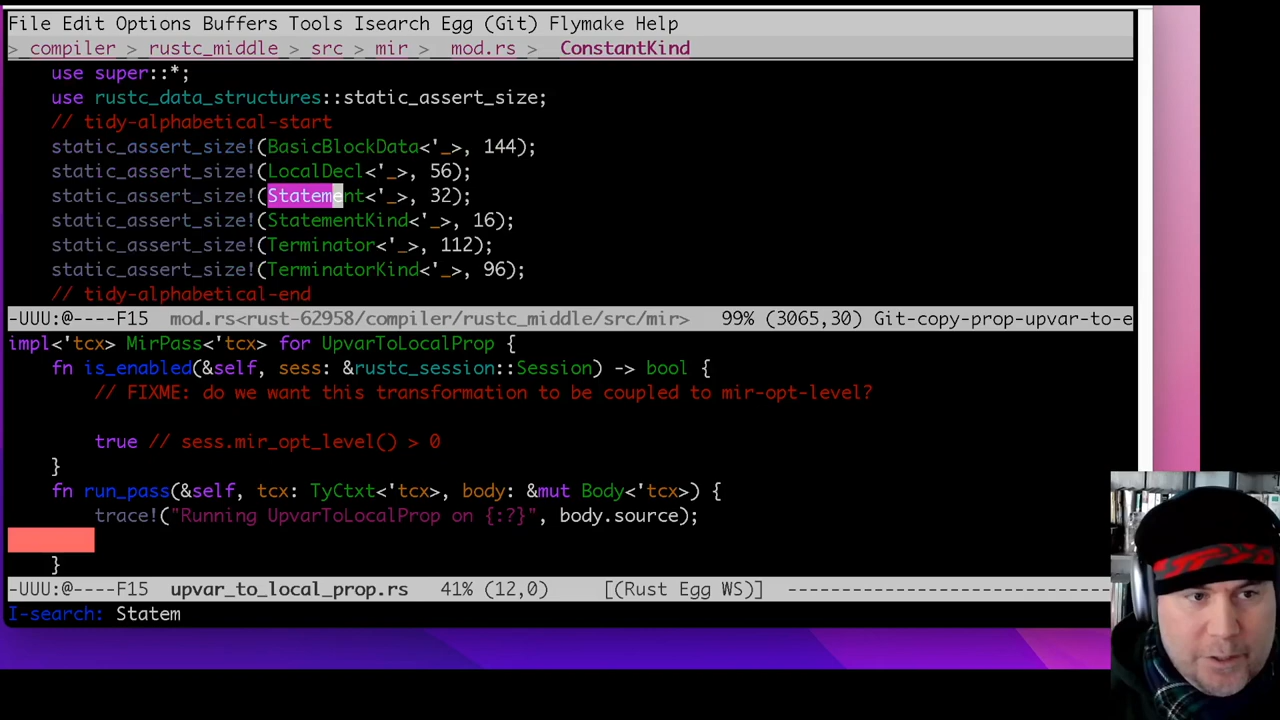 File Edit Options Buffers Tools Isearch Egg (Git) Flymake Help
> compiler > rustc_middle > src > mir > mod.rs > ConstantKind
use super::*;
use rustc_data_structures::static_assert_size;
// tidy-alphabetical-start
static_assert_size!(BasicBlockData<'_>, 144);
static_assert_size!(LocalDecl<'_>, 56);
static_assert_size!(Statement<'_>, 32);
static_assert_size!(StatementKind<'_>, 16);
static_assert_size!(Terminator<'_>, 112);
static_assert_size!(TerminatorKind<'_>, 96);
// tidy-alphabetical-end
-UUU:@----F15  mod.rs<rust-62958/compiler/rustc_middle/src/mir>   99% (3065,30) Git-copy-prop-upvar-to-e
impl<'tcx> MirPass<'tcx> for UpvarToLocalProp {
fn is_enabled(&self, sess: &rustc_session::Session) -> bool {
// FIXME: do we want this transformation to be coupled to mir-opt-level?
true // sess.mir_opt_level() > 0
}
fn run_pass(&self, tcx: TyCtxt<'tcx>, body: &mut Body<'tcx>) {
trace!("Running UpvarToLocalProp on {:?}", body.source);
}
-UUU:@----F15  upvar_to_local_prop.rs   41% (12,0)     [(Rust Egg WS)] --------------------------------
I-search: Statem